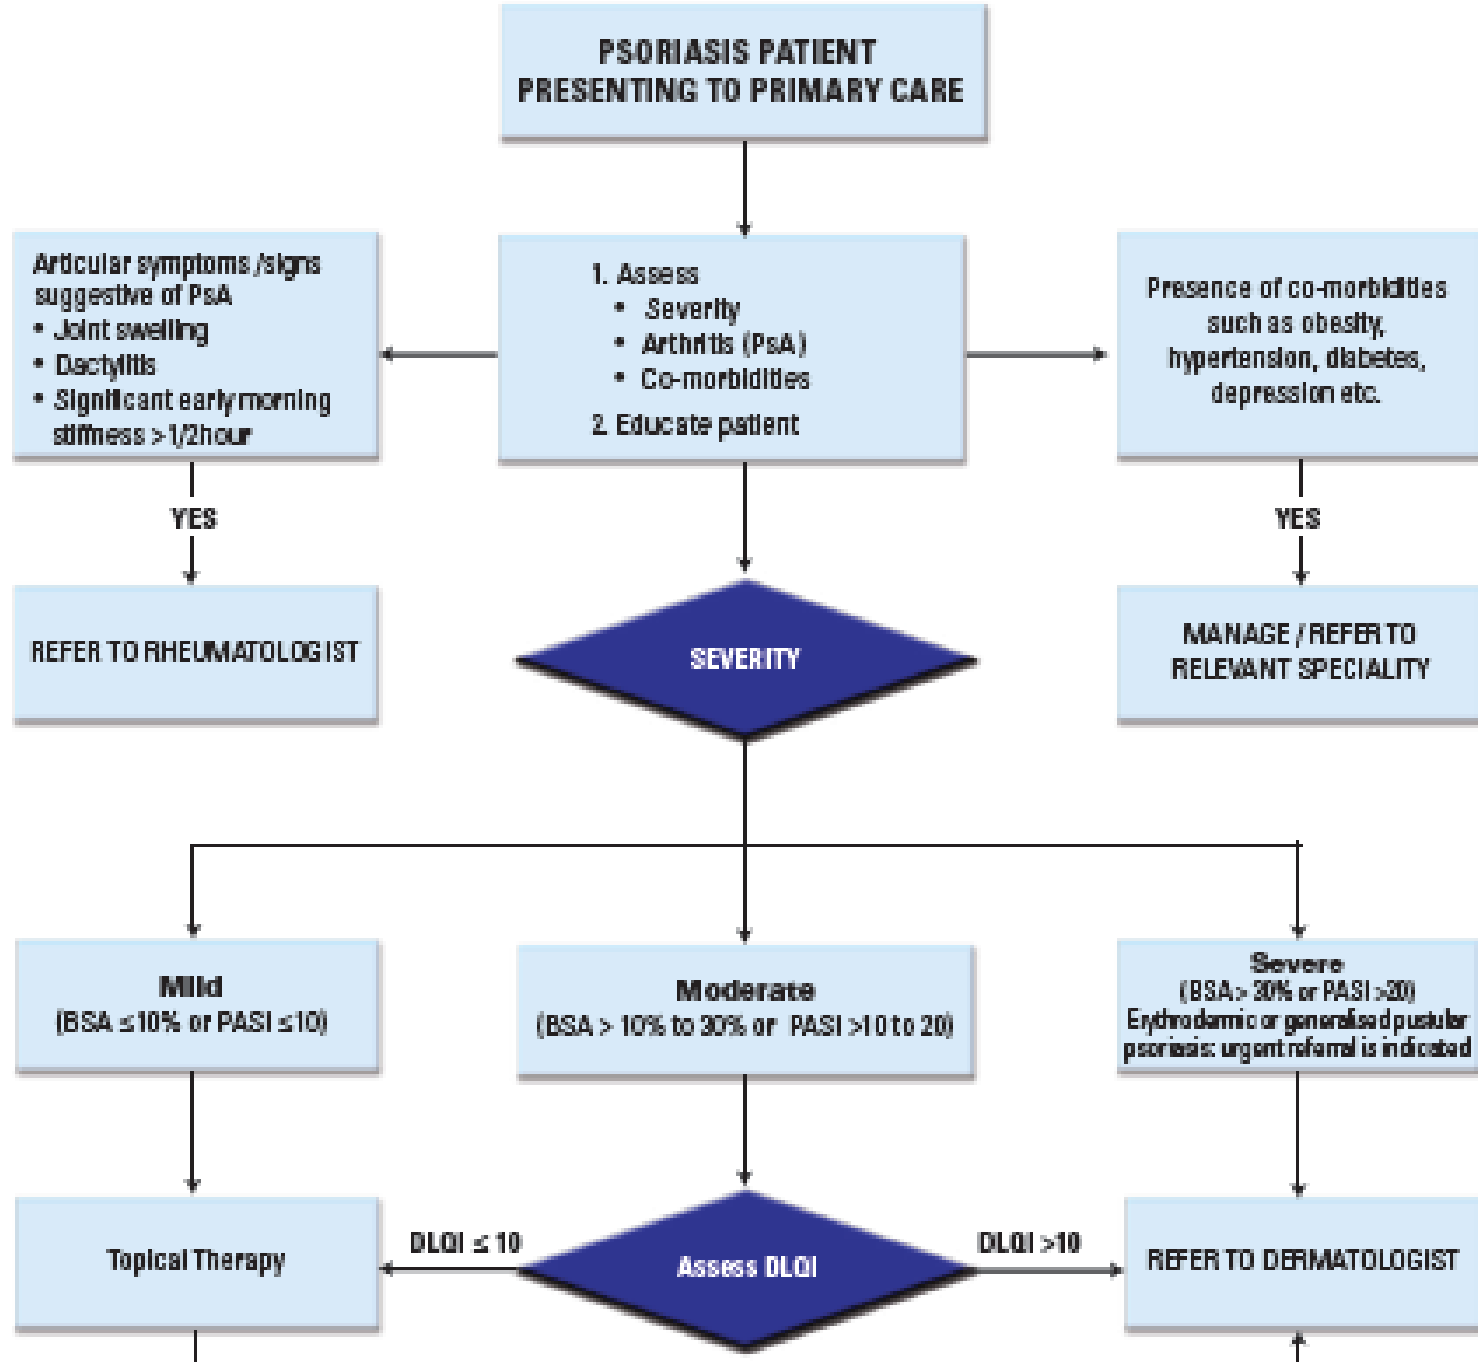 PSORIASIS PATIENT
PRESENTING TO PRIMARY CARE
Articular symptoms/signs
suggestive of PsA
• Joint swelling
• Dactylitis
• Significant early morning
stiffness >1/2hour
1. Assess
• Severity
• Arthritis (PsA)
• Co-morbidities
2. Educate patient
Presence of co-morbidities
such as obesity,
hypertension, diabetes,
depression etc.
YES
YES
REFER TO RHEUMATOLOGIST
SEVERITY
MANAGE / REFER TO
RELEVANT SPECIALITY
Mild
(BSA ≤10% or PASI ≤10)
Moderate
(BSA > 10% to 30% or PASI >10 to 20)
Severe
(BSA > 30% or PASI >20)
Erythrodermic or generalised pustular
psoriasis: urgent referral is indicated
Topical Therapy
DLQI ≤ 10
Assess DLQI
DLQI >10
REFER TO DERMATOLOGIST